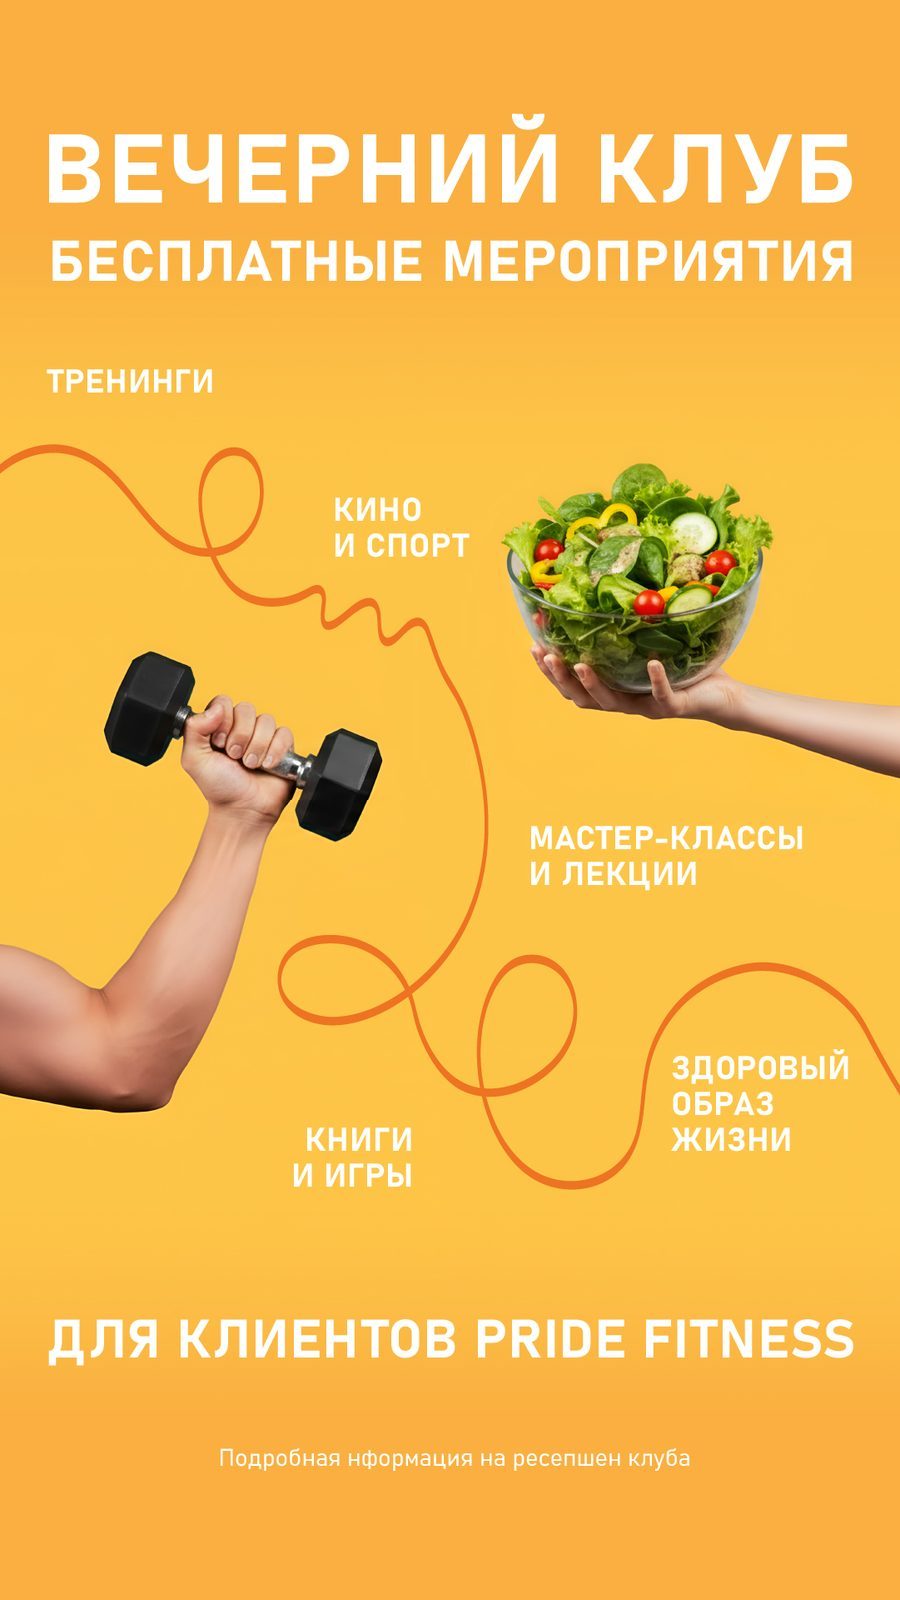 ВЕЧЕРНИЙ КЛУБ
БЕСПЛАТНЫЕ МЕРОПРИЯТИЯ
ТРЕНИНГИ
КИНО
И СПОРТ
МАСТЕР-КЛАССЫ
И ЛЕКЦИИ
ЗДОРОВЫЙ
ОБРАЗ
ЖИЗНИ
КНИГИ
И ИГРЫ
ДЛЯ КЛИЕНТОВ PRIDE FITNESS
Подробная нформация на ресепшен клуба